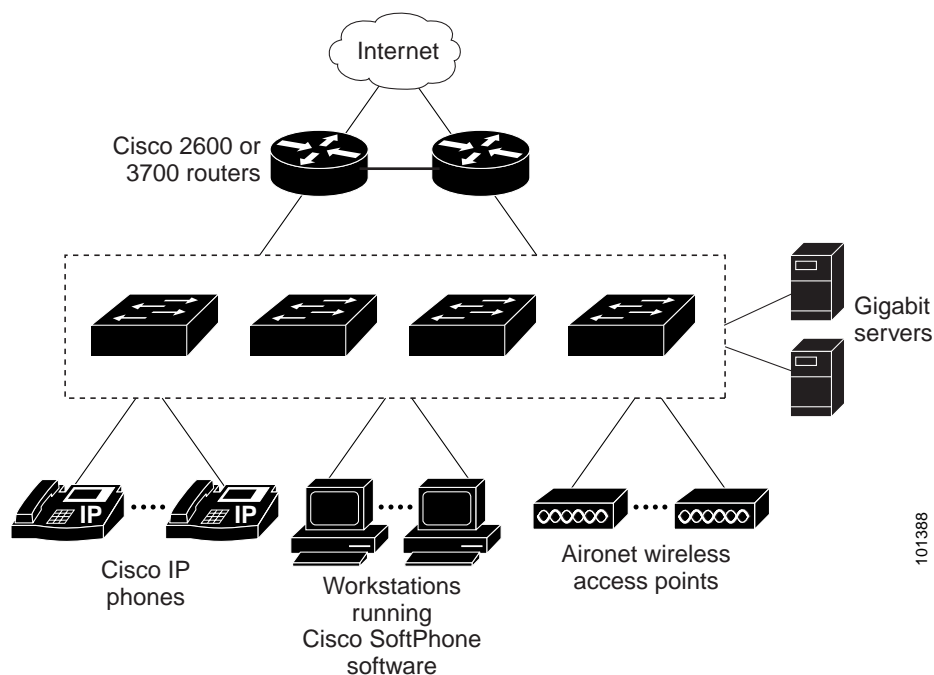 Internet
Cisco 2600 or
3700 routers
Gigabit
servers
IP
IP
Cisco IP
phones
Workstations
running
Cisco SoftPhone
software
Aironet wireless
access points
101388